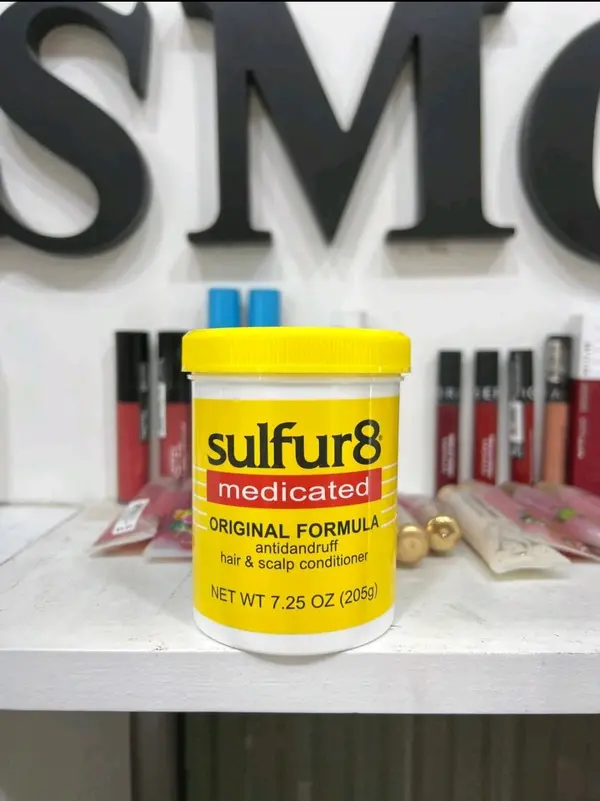 SMO
sulfur8®
medicated
ORIGINAL FORMULA
antidandruff
hair & scalp conditioner
NET WT 7.25 OZ (205g)